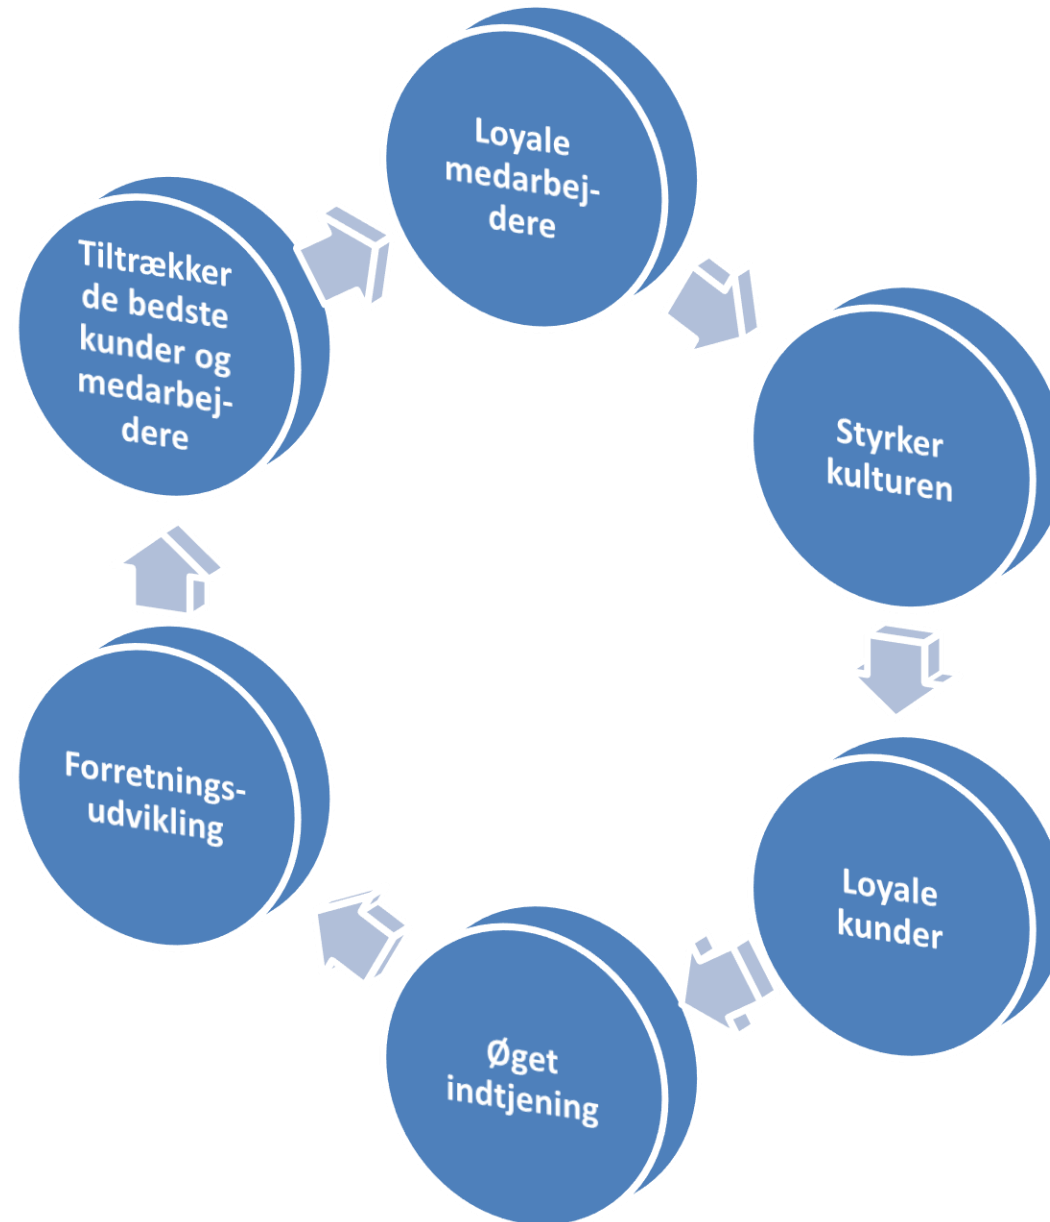 Loyale
medarbej-
dere
Styrker
kulturen
Loyale
kunder
Øget
indtjening
Forretnings-
udvikling
Tiltrækker
de bedste
kunder og
medarbej-
dere